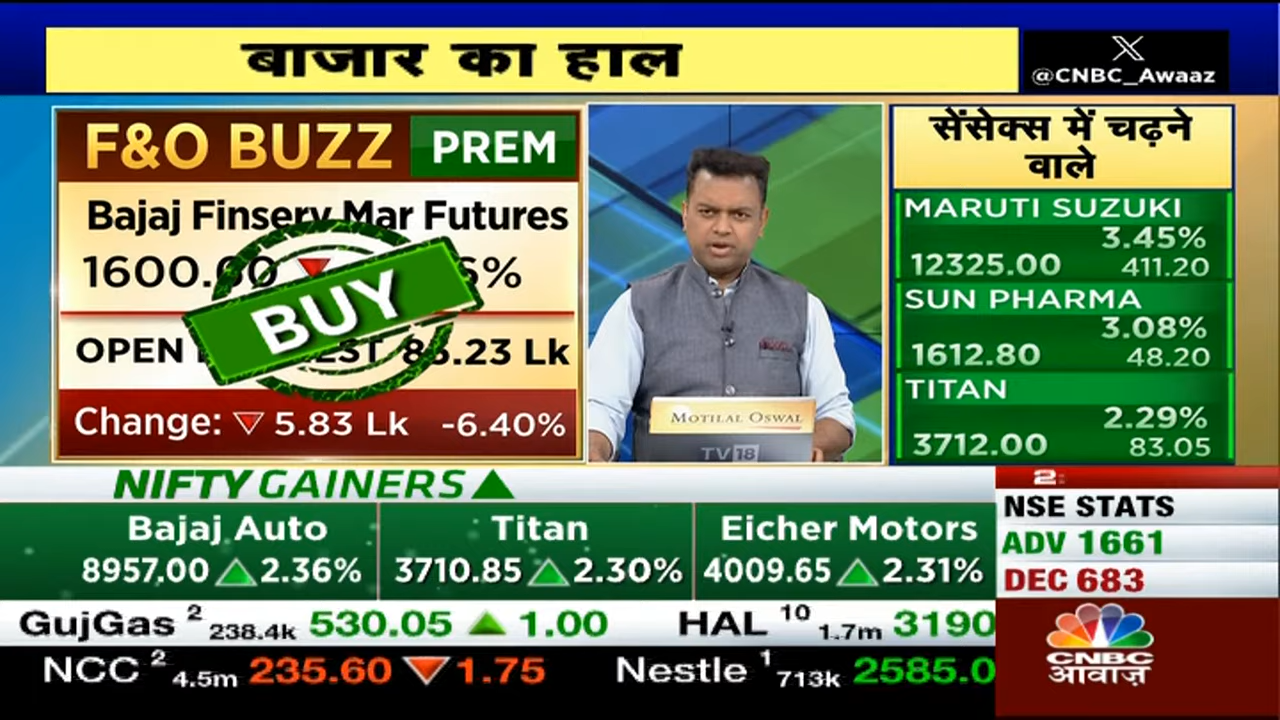 बाजार का हाल
X
@CNBC_Awaaz
F&O BUZZ PREM
Bajaj Finserv Mar Futures
1600.00 6%
BUY
OPEN 23 Lk
Change: 5.83 Lk -6.40%
MOTILAL OSWAL
TV18
सेंसेक्स में चढ़ने
वाले
MARUTI SUZUKI
3.45%
12325.00 411.20
SUN PHARMA
3.08%
1612.80 48.20
TITAN
2.29%
3712.00 83.05
NIFTY GAINERS
Bajaj Auto Titan Eicher Motors
8957.00 2.36% 3710.85 2.30% 4009.65 2.31%
NSE STATS
ADV 1661
DEC 683
GujGas 2 238.4k 530.05 1.00 HAL 10 1.7m 3190
NCC 2 4.5m 235.60 1.75 Nestle 1 713k 2585.0
CNBC
आवाज़